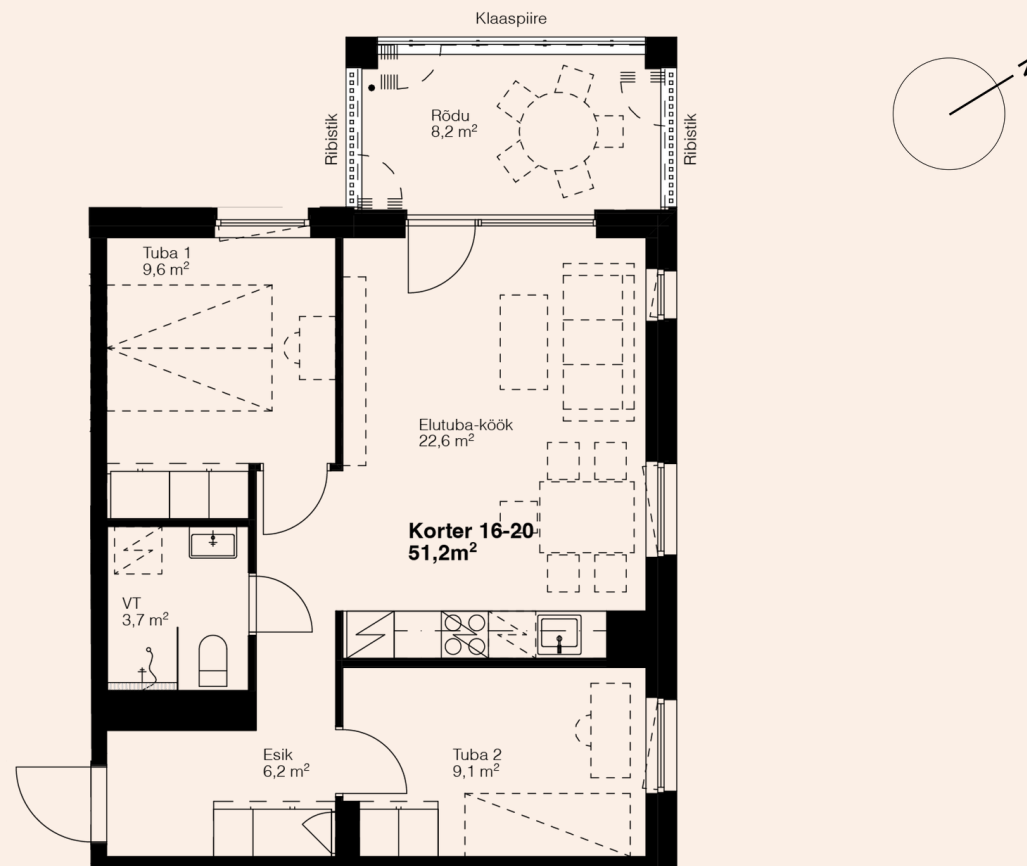 Klaaspiire
Ribistik
Rõdu
8,2 m²
Ribistik
Tuba 1
9,6 m²
Elutuba-köök
22,6 m²
Korter 16-20
51,2m²
VT
3,7 m²
Esik
6,2 m²
Tuba 2
9,1 m²